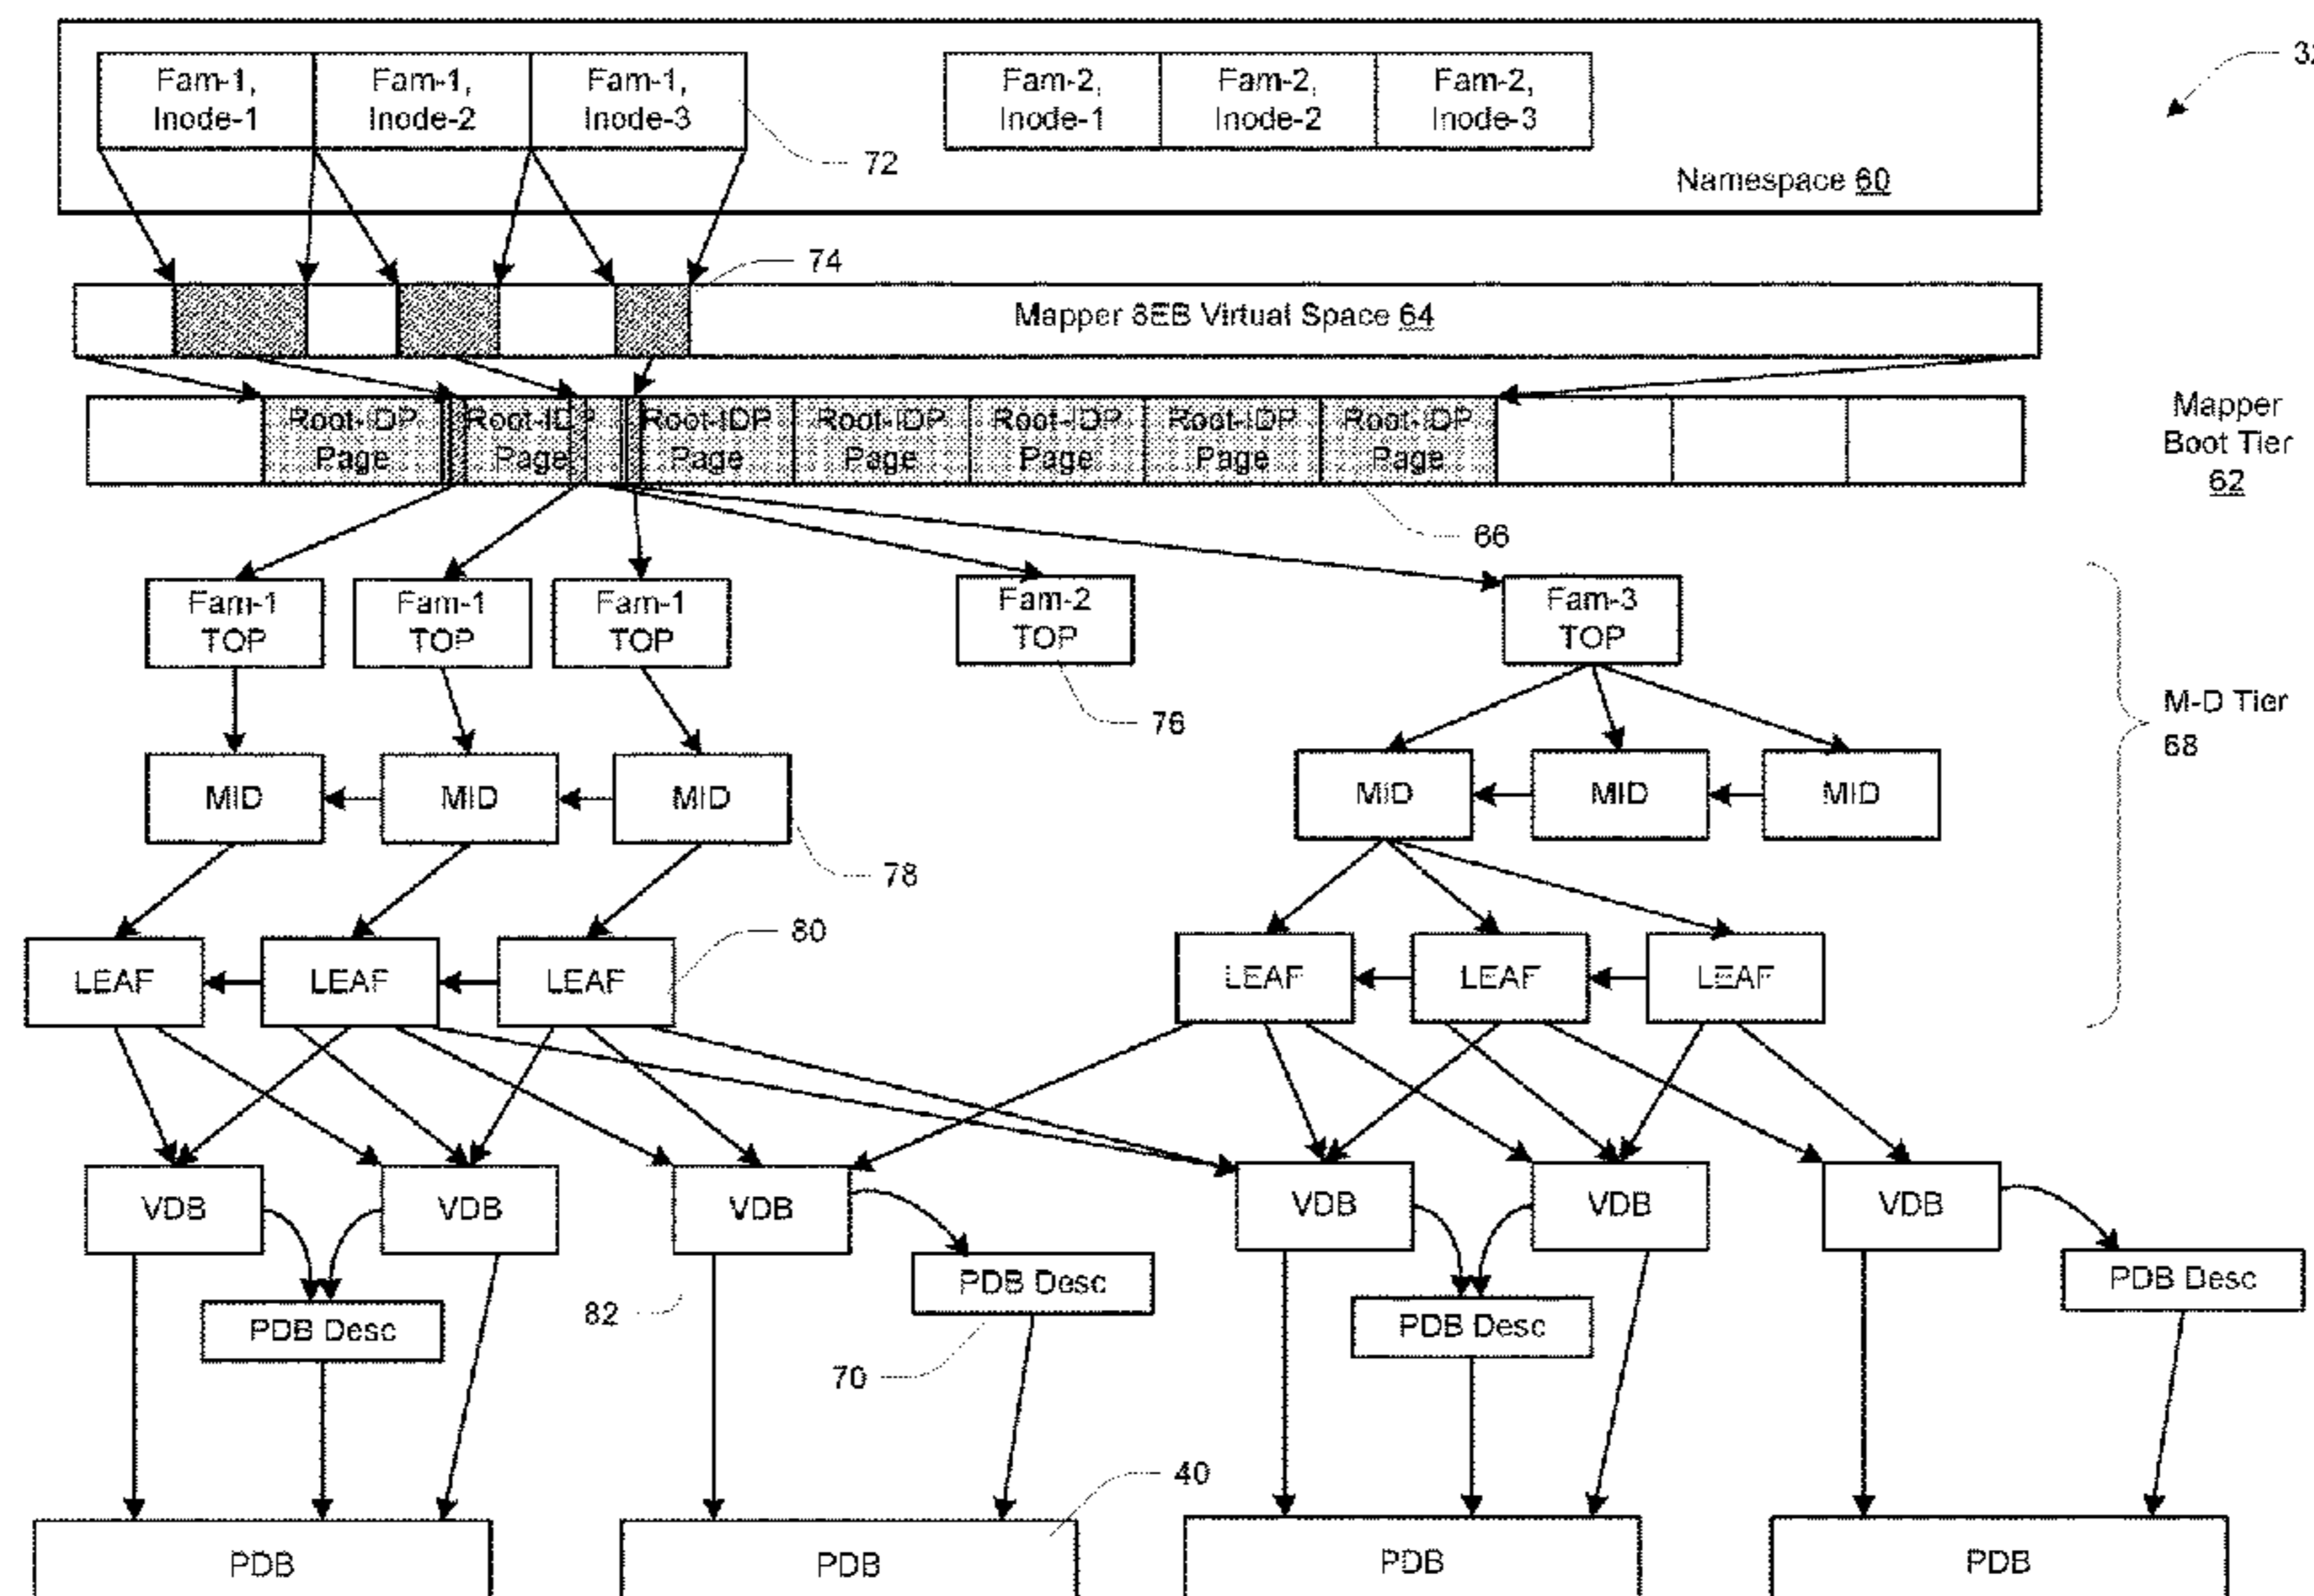 Fam-1,
Inode-1
Fam-1,
Inode-2
Fam-1,
Inode-3
Fam-2,
Inode-1
Fam-2,
Inode-2
Fam-2,
Inode-3
72
Namespace 60
74
Mapper 8EB Virtual Space 64
Root-IDP
Page
Root-IDP
Page
Root-IDP
Page
Root-IDP
Page
Root-IDP
Page
Root-IDP
Page
Root-IDP
Page
Mapper
Boot Tier
62
66
Fam-1
TOP
Fam-1
TOP
Fam-1
TOP
Fam-2
TOP
Fam-3
TOP
76
M-D Tier
68
MID
MID
MID
MID
MID
MID
78
80
LEAF
LEAF
LEAF
LEAF
LEAF
LEAF
VDB
VDB
VDB
VDB
VDB
VDB
PDB Desc
PDB Desc
PDB Desc
PDB Desc
82
70
40
PDB
PDB
PDB
PDB